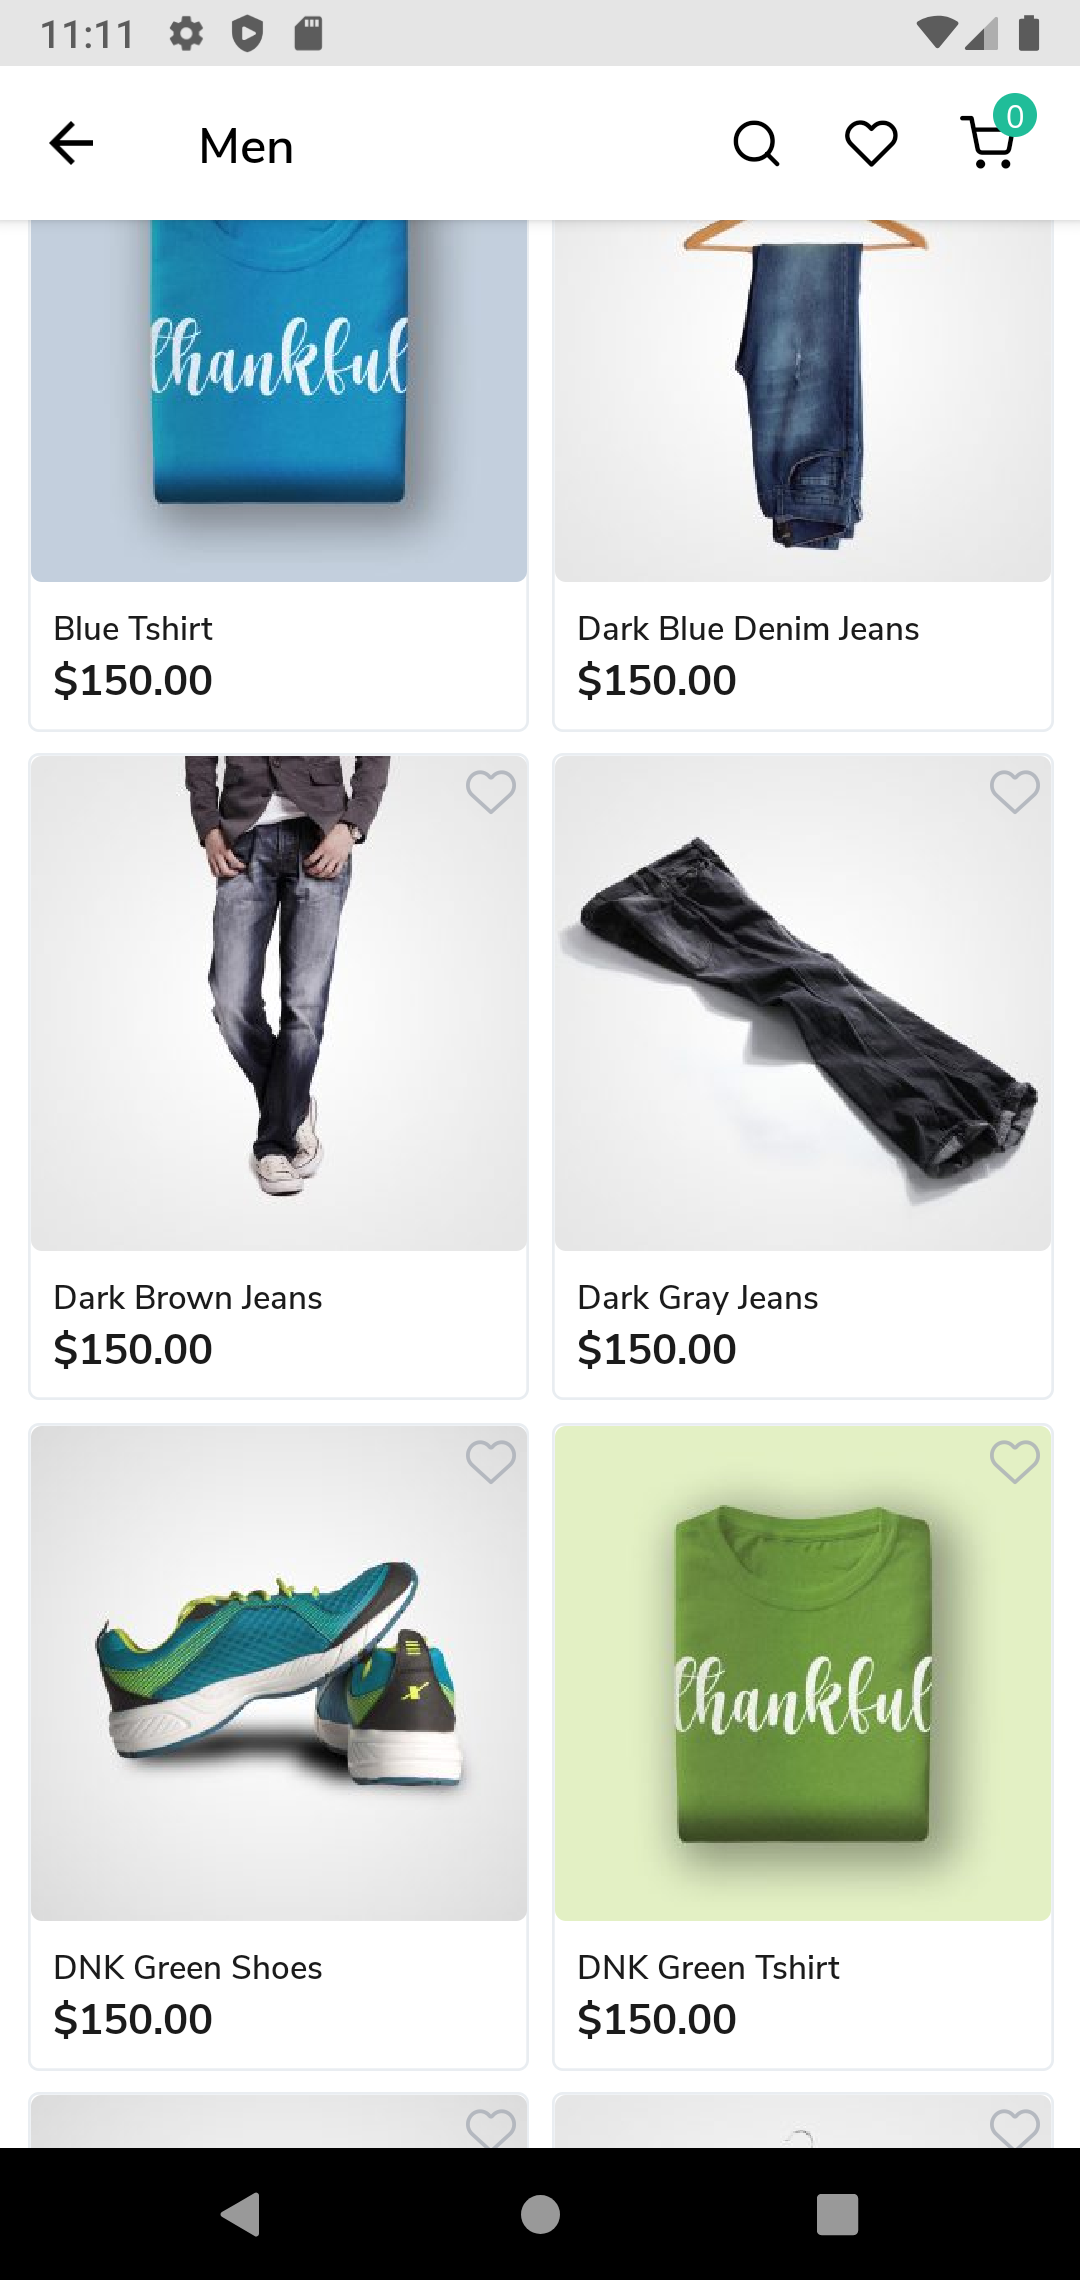 11:11
Men
0
thankful
Blue Tshirt
$150.00
Dark Blue Denim Jeans
$150.00
Dark Brown Jeans
$150.00
Dark Gray Jeans
$150.00
thankful
DNK Green Shoes
$150.00
DNK Green Tshirt
$150.00